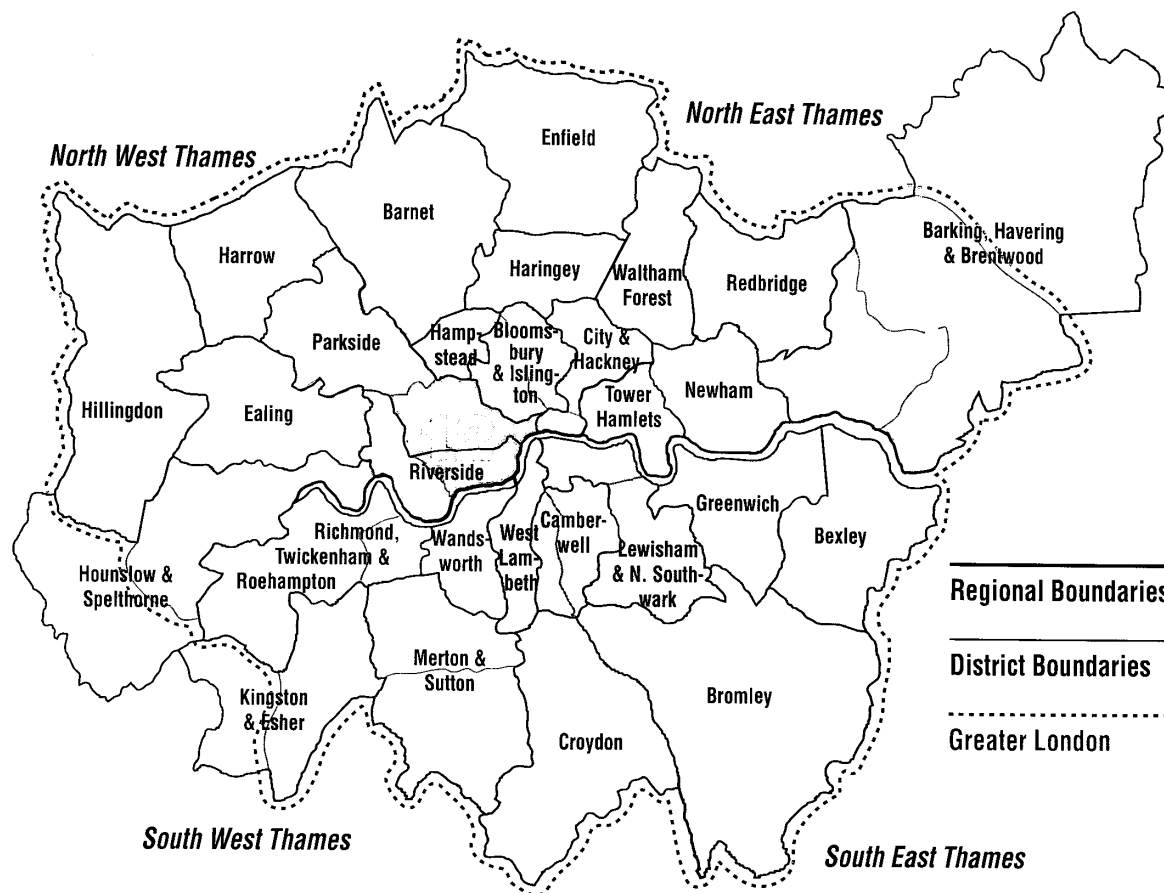 North West Thames
North East Thames
Enfield
Barnet
Harrow
Haringey
Waltham
Forest
Redbridge
Barking, Havering
& Brentwood
Parkside
Hamp-
stead
Blooms-
bury
& Isling-
ton
City &
Hackney
Newham
Tower
Hamlets
Hillingdon
Ealing
Riverside
Richmond,
Twickenham &
Roehampton
Wands-
worth
West
Lam-
beth
Camber-
well
Lewisham
& N. South-
wark
Greenwich
Bexley
Hounslow &
Spelthorne
Merton &
Sutton
Kingston
& Esher
Croydon
Bromley
Regional Boundaries
District Boundaries
Greater London
South West Thames
South East Thames